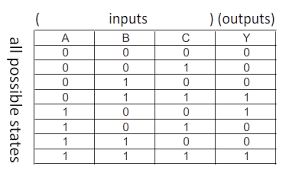 ( inputs ) (outputs)
all possible states
A B C Y
0 0 0 0
0 0 1 0
0 1 0 0
0 1 1 1
1 0 0 1
1 0 1 0
1 1 0 0
1 1 1 1